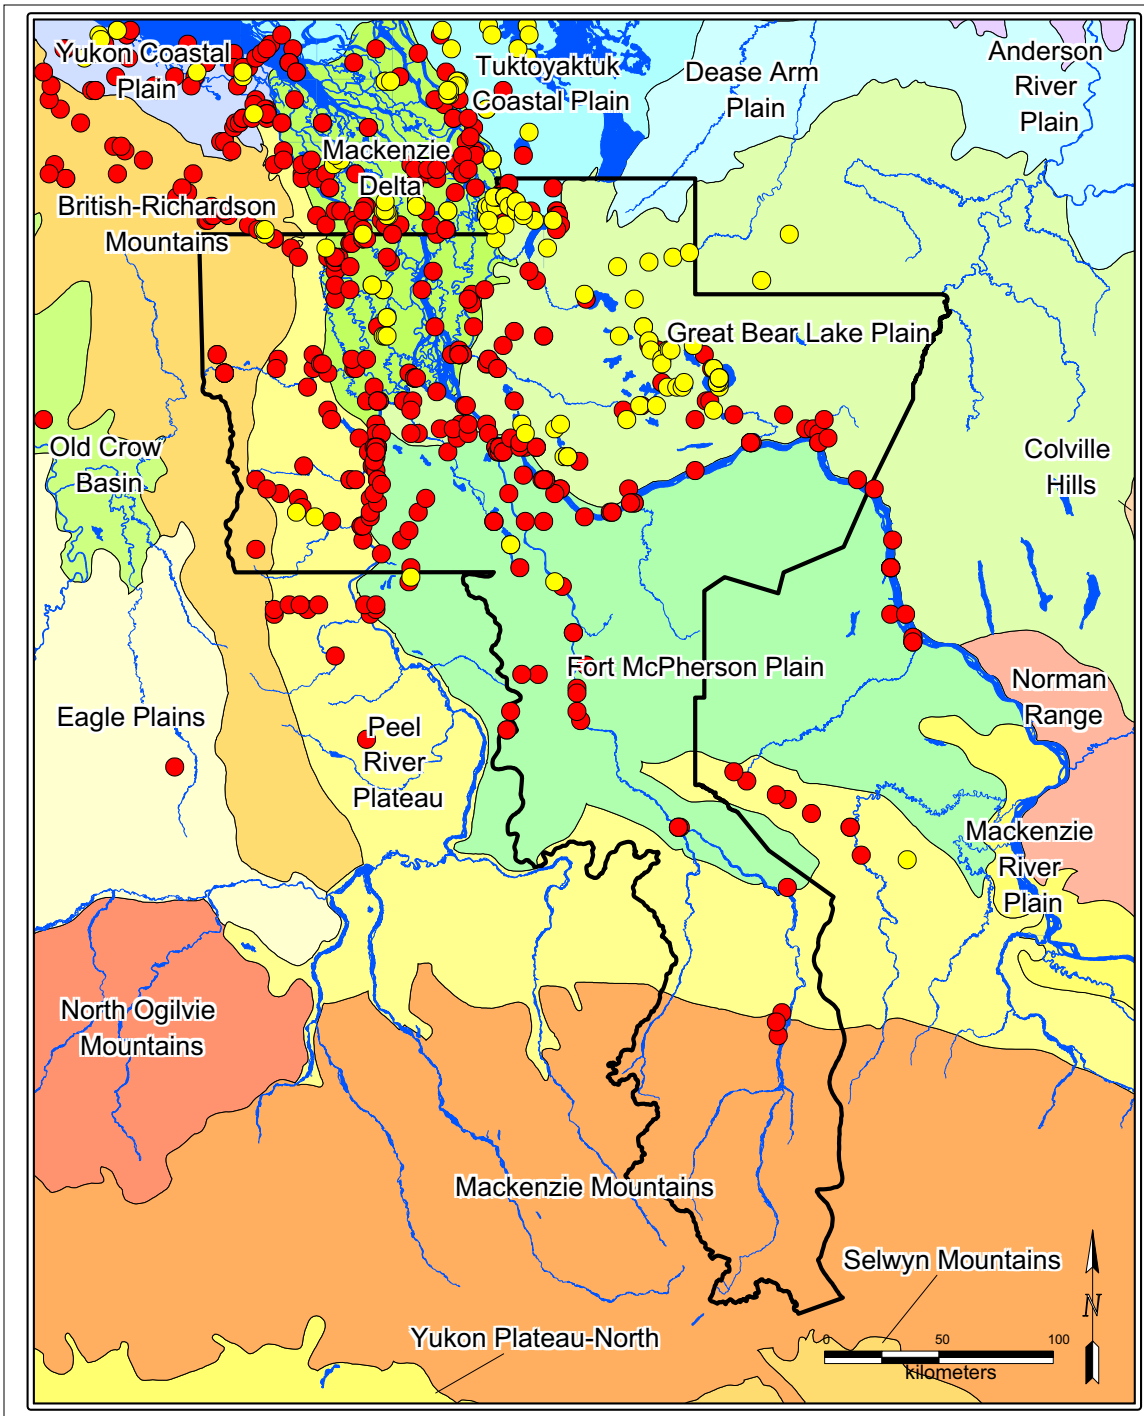 Yukon Coastal
Plain
Tuktoyaktuk
Coastal Plain
Dease Arm
Plain
Anderson
River
Plain
Mackenzie
Delta
British-Richardson
Mountains
Great Bear Lake Plain
Old Crow
Basin
Colville
Hills
Fort McPherson Plain
Norman
Range
Eagle Plains
Peel
River
Plateau
Mackenzie
River
Plain
North Ogilvie
Mountains
Mackenzie Mountains
Selwyn Mountains
Yukon Plateau-North
N
0 50 100
kilometers